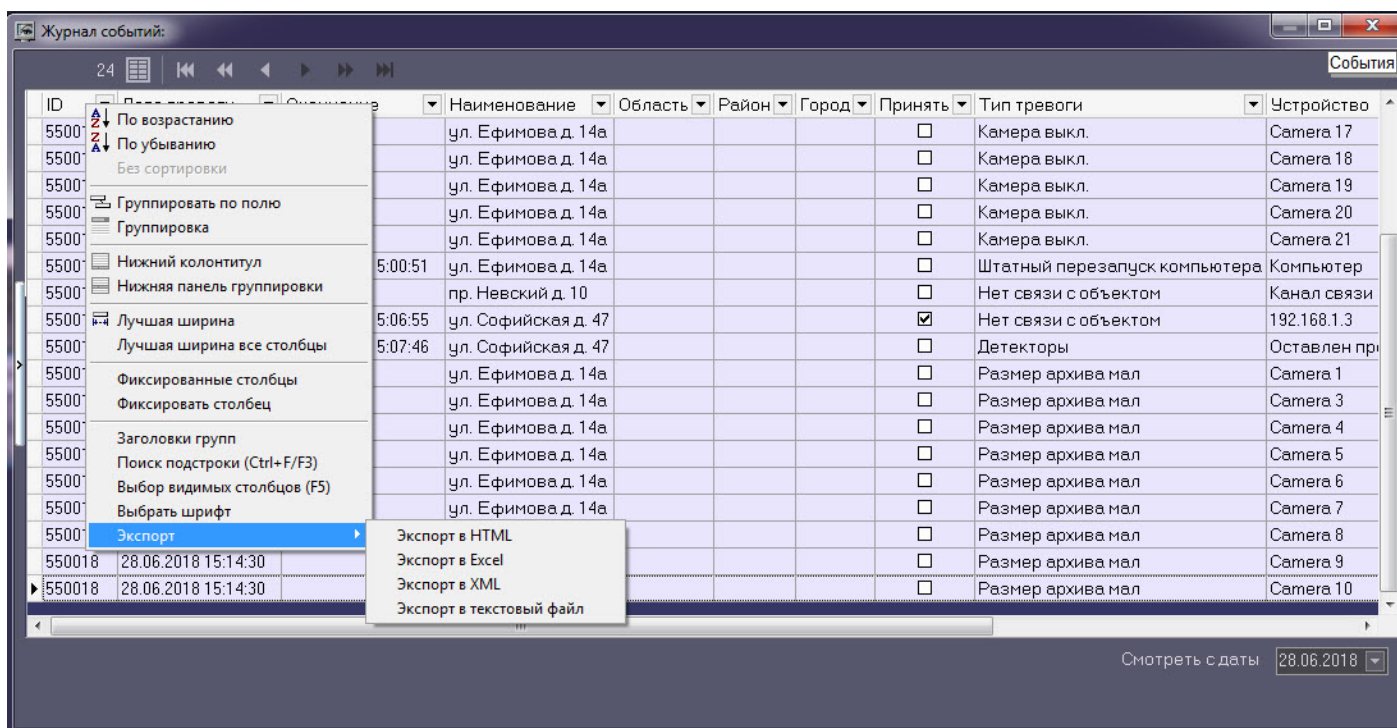 Журнал событий:
24
События
ID Наименование Область Район Город Принять Тип тревоги Устройство
ул. Ефимова д. 14а Камера выкл. Camera 17
ул. Ефимова д. 14а Камера выкл. Camera 18
ул. Ефимова д. 14а Камера выкл. Camera 19
ул. Ефимова д. 14а Камера выкл. Camera 20
ул. Ефимова д. 14а Камера выкл. Camera 21
5:00:51 ул. Ефимова д. 14а Штатный перезапуск компьютера Компьютер
пр. Невский д. 10 Нет связи с объектом Канал связи
5:06:55 ул. Софийская д. 47 Нет связи с объектом 192.168.1.3
5:07:46 ул. Софийская д. 47 Детекторы Оставлен
ул. Ефимова д. 14а Размер архива мал Camera 1
ул. Ефимова д. 14а Размер архива мал Camera 3
ул. Ефимова д. 14а Размер архива мал Camera 4
ул. Ефимова д. 14а Размер архива мал Camera 5
ул. Ефимова д. 14а Размер архива мал Camera 6
ул. Ефимова д. 14а Размер архива мал Camera 7
Размер архива мал Camera 8
550018 28.06.2018 15:14:30 Размер архива мал Camera 9
550018 28.06.2018 15:14:30 Размер архива мал Camera 10
По возрастанию
По убыванию
Без сортировки
Группировать по полю
Группировка
Нижний колонтитул
Нижняя панель группировки
Лучшая ширина
Лучшая ширина все столбцы
Фиксированные столбцы
Фиксировать столбец
Заголовки групп
Поиск подстроки (Ctrl+F/F3)
Выбор видимых столбцов (F5)
Выбрать шрифт
Экспорт
Экспорт в HTML
Экспорт в Excel
Экспорт в XML
Экспорт в текстовый файл
Смотреть с даты 28.06.2018